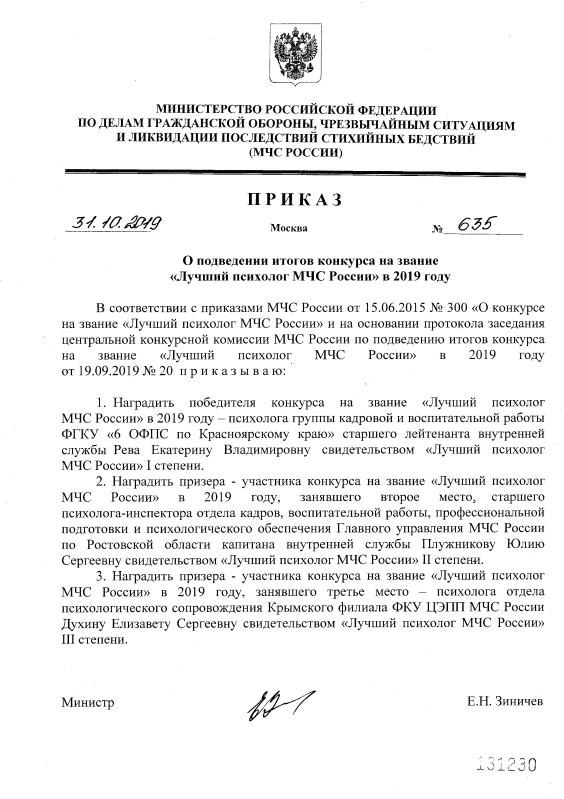 МИНИСТЕРСТВО РОССИЙСКОЙ ФЕДЕРАЦИИ
ПО ДЕЛАМ ГРАЖДАНСКОЙ ОБОРОНЫ, ЧРЕЗВЫЧАЙНЫМ СИТУАЦИЯМ
И ЛИКВИДАЦИИ ПОСЛЕДСТВИЙ СТИХИЙНЫХ БЕДСТВИЙ
(МЧС РОССИИ)
П Р И К А З
31.10.2019 Москва № 635
О подведении итогов конкурса на звание
«Лучший психолог МЧС России» в 2019 году
В соответствии с приказами МЧС России от 15.06.2015 № 300 «О конкурсе
на звание «Лучший психолог МЧС России» и на основании протокола заседания
центральной конкурсной комиссии МЧС России по подведению итогов конкурса
на звание «Лучший психолог МЧС России» в 2019 году
от 19.09.2019 № 20 п р и к а з ы в а ю:
1. Наградить победителя конкурса на звание «Лучший психолог
МЧС России» в 2019 году – психолога группы кадровой и воспитательной работы
ФГКУ «6 ОФПС по Красноярскому краю» старшего лейтенанта внутренней
службы Рева Екатерину Владимировну свидетельством «Лучший психолог
МЧС России» I степени.
2. Наградить призера - участника конкурса на звание «Лучший психолог
МЧС России» в 2019 году, занявшего второе место, старшего
психолога-инспектора отдела кадров, воспитательной работы, профессиональной
подготовки и психологического обеспечения Главного управления МЧС России
по Ростовской области капитана внутренней службы Плужникову Юлию
Сергеевну свидетельством «Лучший психолог МЧС России» II степени.
3. Наградить призера - участника конкурса на звание «Лучший психолог
МЧС России» в 2019 году, занявшего третье место – психолога отдела
психологического сопровождения Крымского филиала ФКУ ЦЭПП МЧС России
Духину Елизавету Сергеевну свидетельством «Лучший психолог МЧС России»
III степени.
Министр Е.Н. Зиничев
131230